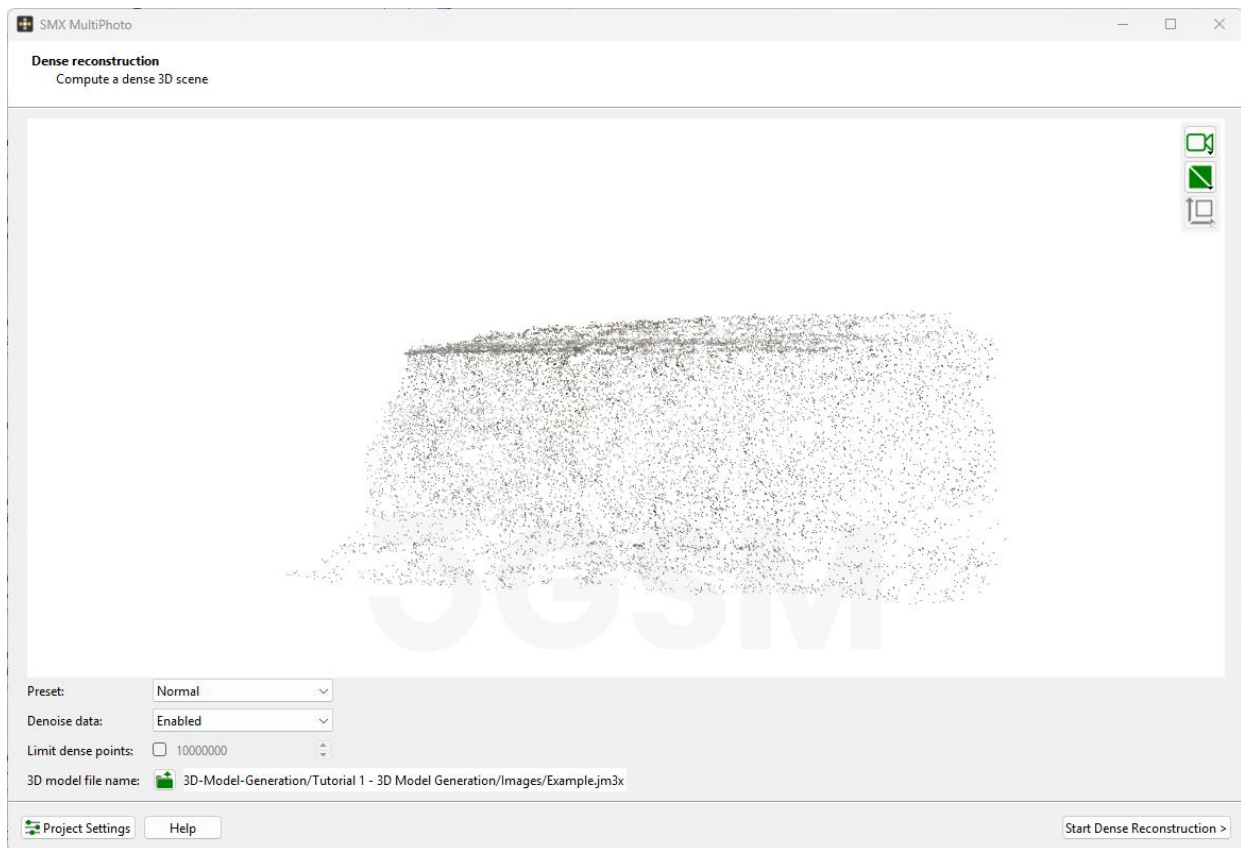 SMX MultiPhoto
Dense reconstruction
Compute a dense 3D scene
3GSM
Preset: Normal
Denoise data: Enabled
Limit dense points: 10000000
3D model file name: 3D-Model-Generation/Tutorial 1 - 3D Model Generation/Images/Example.jm3x
Project Settings Help Start Dense Reconstruction >